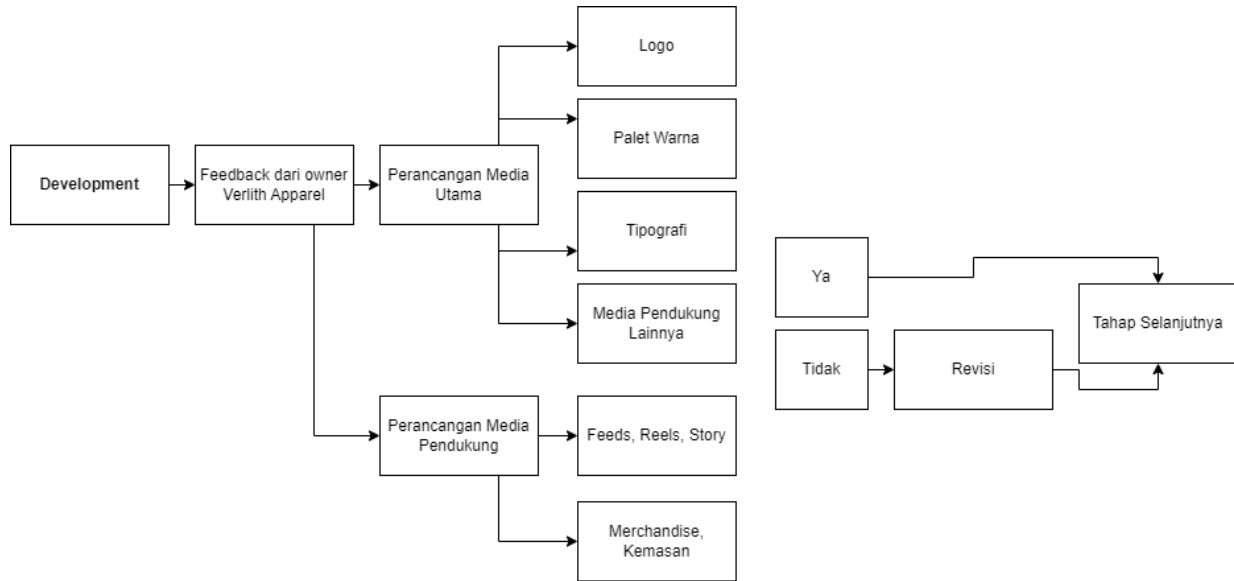 Logo
Palet Warna
Development
Feedback dari owner
Verlith Apparel
Perancangan Media
Utama
Tipografi
Media Pendukung
Lainnya
Ya
Tahap Selanjutnya
Tidak
Revisi
Perancangan Media
Pendukung
Feeds, Reels, Story
Merchandise,
Kemasan